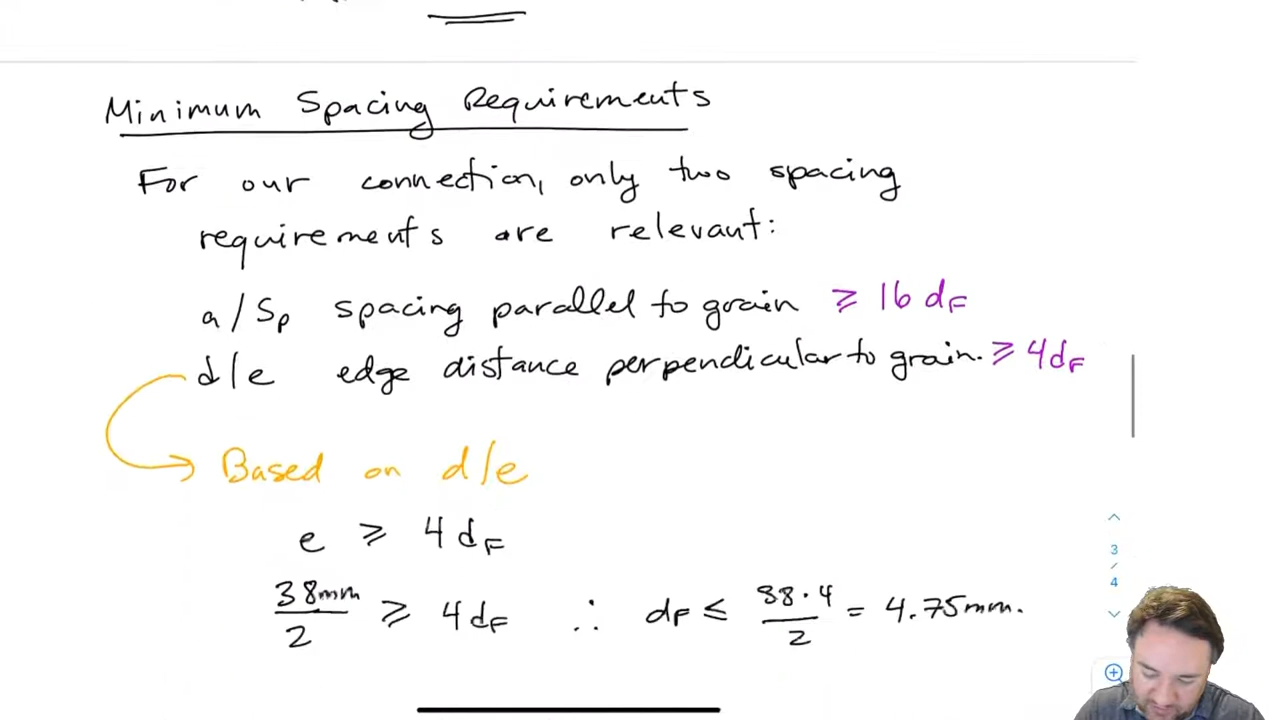 Minimum Spacing Requirements
For our connection, only two spacing
requirements are relevant:
a/Sp spacing parallel to grain ≥ 16 dF
d/e edge distance perpendicular to grain. ≥ 4dF
Based on d/e
e ≥ 4 dF
38mm/2 ≥ 4 dF ∴ dF ≤ 38·4/2 = 4.75mm.
3
/
4